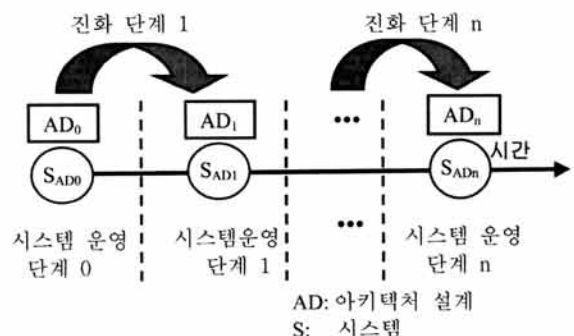 진화 단계 1
진화 단계 n
AD0
AD1
...
ADn
SAD0
SAD1
SADn
시간
...
시스템 운영
단계 0
시스템운영
단계 1
시스템 운영
단계 n
AD: 아키텍처 설계
S: 시스템